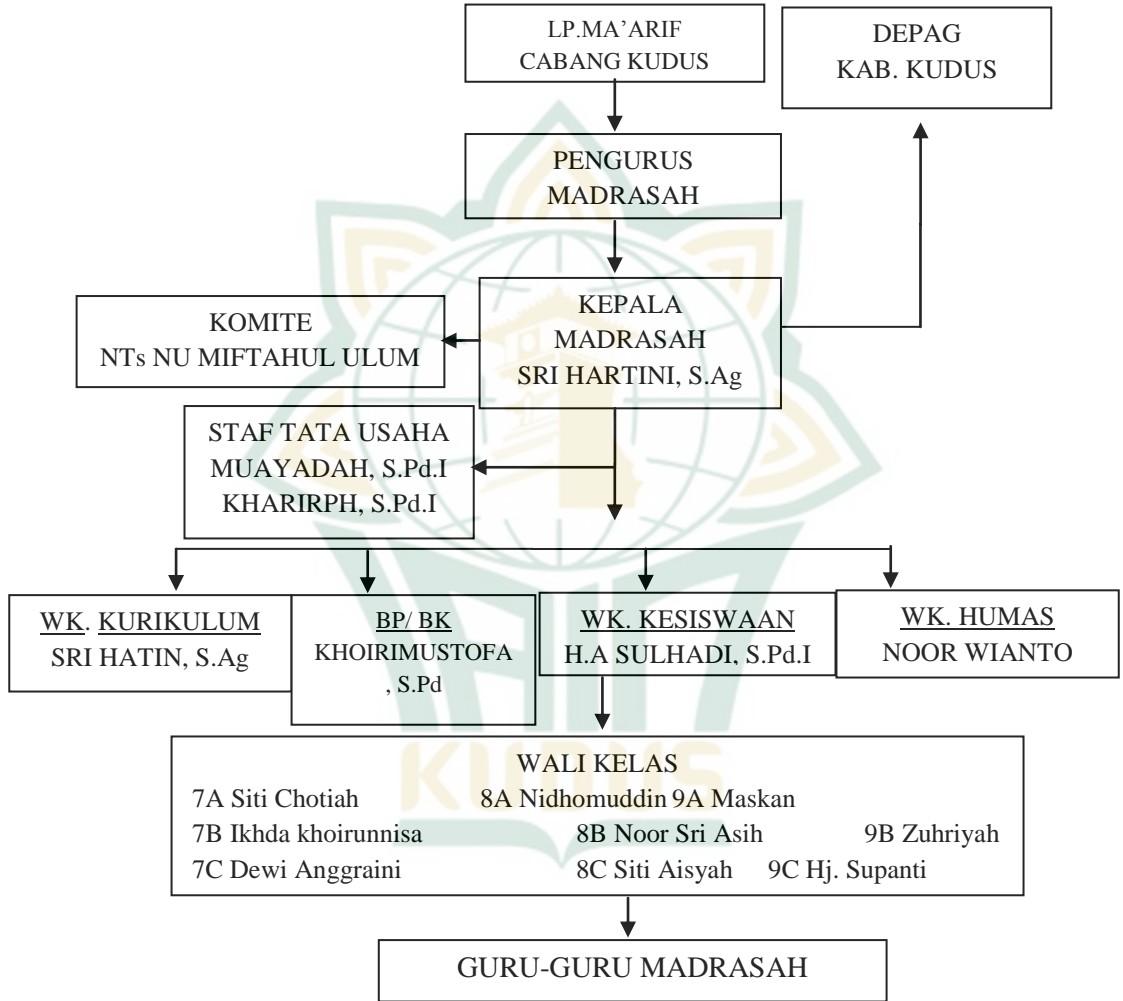 LP.MA’ARIF
CABANG KUDUS
DEPAG
KAB. KUDUS
PENGURUS
MADRASAH
KEPALA
MADRASAH
SRI HARTINI, S.Ag
KOMITE
NTs NU MIFTAHUL ULUM
STAF TATA USAHA
MUAYADAH, S.Pd.I
KHARIRPH, S.Pd.I
WK. KURIKULUM
SRI HATIN, S.Ag
BP/ BK
KHOIRIMUSTOFA
, S.Pd
WK. KESISWAAN
H.A SULHADI, S.Pd.I
WK. HUMAS
NOOR WIANTO
WALI KELAS
7A Siti Chotiah 8A Nidhomuddin 9A Maskan
7B Ikhda khoirunnisa 8B Noor Sri Asih 9B Zuhriyah
7C Dewi Anggraini 8C Siti Aisyah 9C Hj. Supanti
KUDUS
GURU-GURU MADRASAH